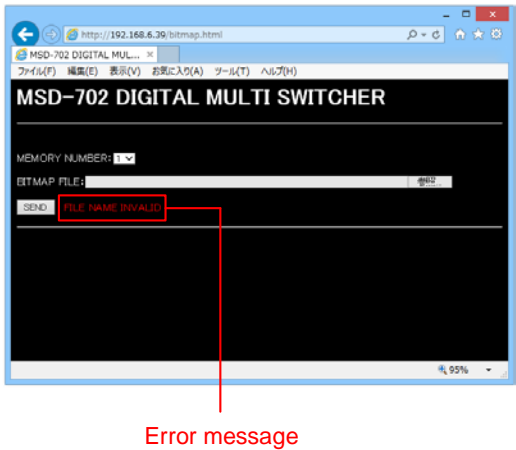 http://192.168.6.39/bitmap.html
MSD-702 DIGITAL MUL...
ファイル(F) 編集(E) 表示(V) お気に入り(A) ツール(T) ヘルプ(H)
MSD-702 DIGITAL MULTI SWITCHER
MEMORY NUMBER: 1
BITMAP FILE: 参照...
SEND FILE NAME INVALID
95%
Error message